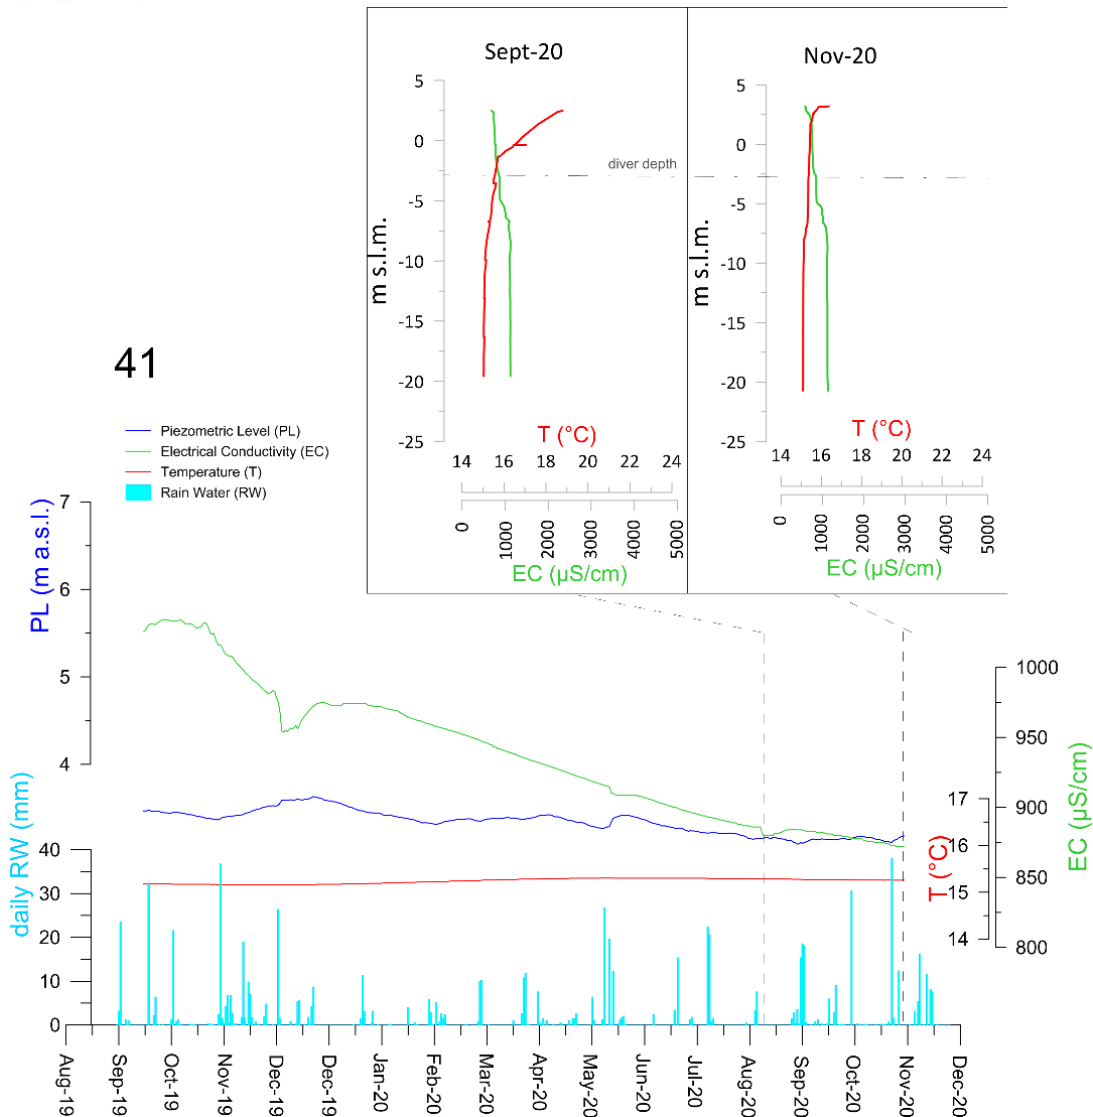 Sept-20
Nov-20
5
0
-5
-10
-15
-20
-25
m s.l.m.
diver depth
5
0
-5
-10
-15
-20
-25
m s.l.m.
T (°C)
14 16 18 20 22 24
0 1000 2000 3000 4000 5000
EC (µS/cm)
T (°C)
14 16 18 20 22 24
0 1000 2000 3000 4000 5000
EC (µS/cm)
41
Piezometric Level (PL)
Electrical Conductivity (EC)
Temperature (T)
Rain Water (RW)
7
6
5
4
PL (m a.s.l.)
40
30
20
10
0
daily RW (mm)
17
16
15
14
T (°C)
1000
950
900
850
800
EC (µS/cm)
Aug-19 Sep-19 Oct-19 Nov-19 Dec-19 Jan-20 Feb-20 Mar-20 Apr-20 May-20 Jun-20 Jul-20 Aug-20 Sep-20 Oct-20 Nov-20 Dec-20